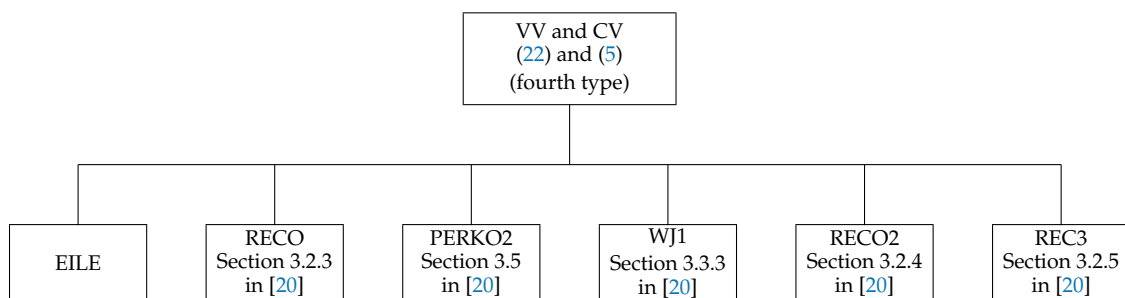 VV and CV
(22) and (5)
(fourth type)
EILE
RECO
Section 3.2.3
in [20]
PERKO2
Section 3.5
in [20]
WJ1
Section 3.3.3
in [20]
RECO2
Section 3.2.4
in [20]
REC3
Section 3.2.5
in [20]